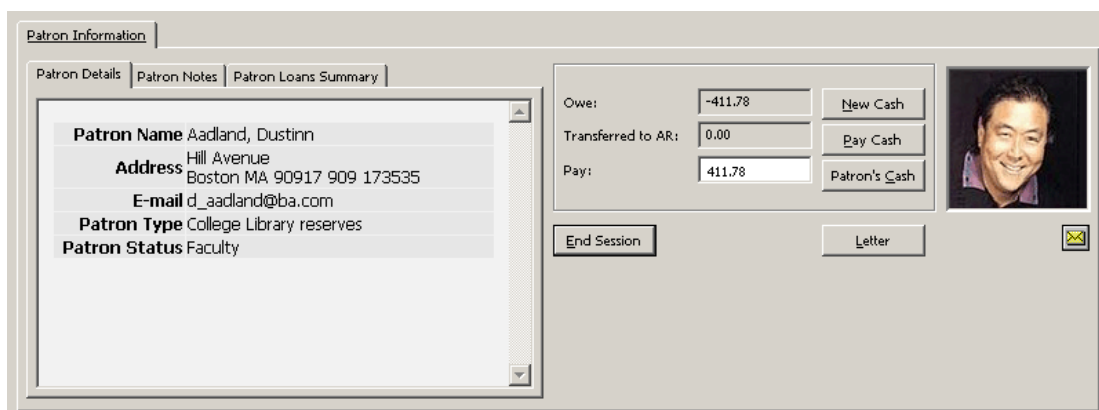 Patron Information
Patron Details Patron Notes Patron Loans Summary
Patron Name Aadland, Dustinn
Address Hill Avenue
Boston MA 90917 909 173535
E-mail d_aadland@ba.com
Patron Type College Library reserves
Patron Status Faculty
Owe: -411.78 New Cash
Transferred to AR: 0.00 Pay Cash
Pay: 411.78 Patron's Cash
End Session Letter